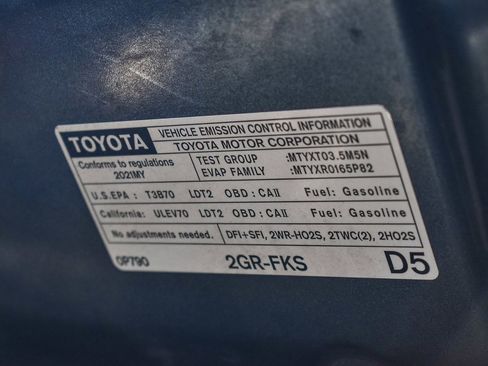 TOYOTA VEHICLE EMISSION CONTROL INFORMATION
TOYOTA MOTOR CORPORATION
Conforms to regulations TEST GROUP :MTYXT03.5M5N
2021MY EVAP FAMILY :MTYXR0165P82
U.S.EPA : T3B70 LDT2 OBD : CAII Fuel: Gasoline
California: ULEV70 LDT2 OBD : CAII Fuel: Gasoline
No adjustments needed. DFI+SFI, 2WR-HO2S, 2TWC(2), 2HO2S
0P790 2GR-FKS D5